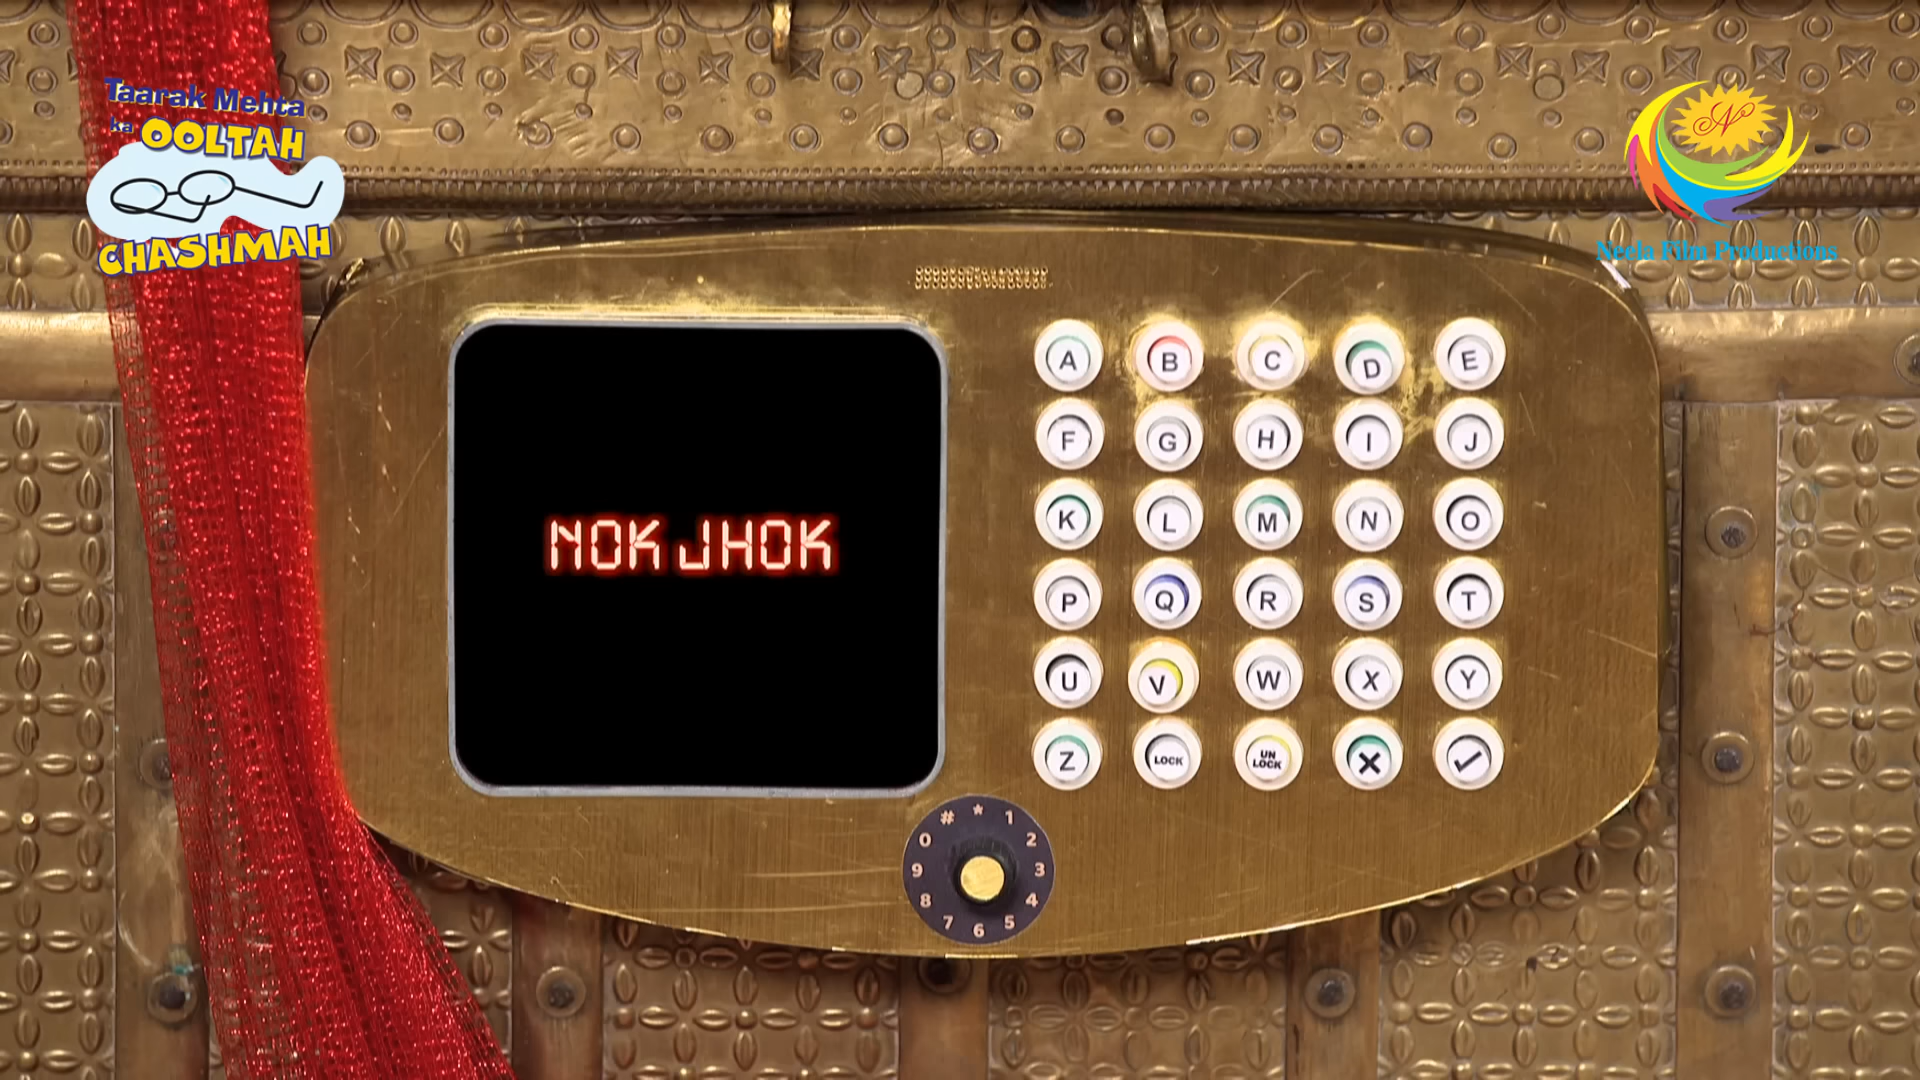 Taarak Mehta
ka OOLTAH
CHASHMAH
N
Neela Film Productions
NOK JHOK
A B C D E
F G H I J
K L M N O
P Q R S T
U V W X Y
Z LOCK UN LOCK ✕ ✓
# * 1 2 3 4 5 6 7 8 9 0